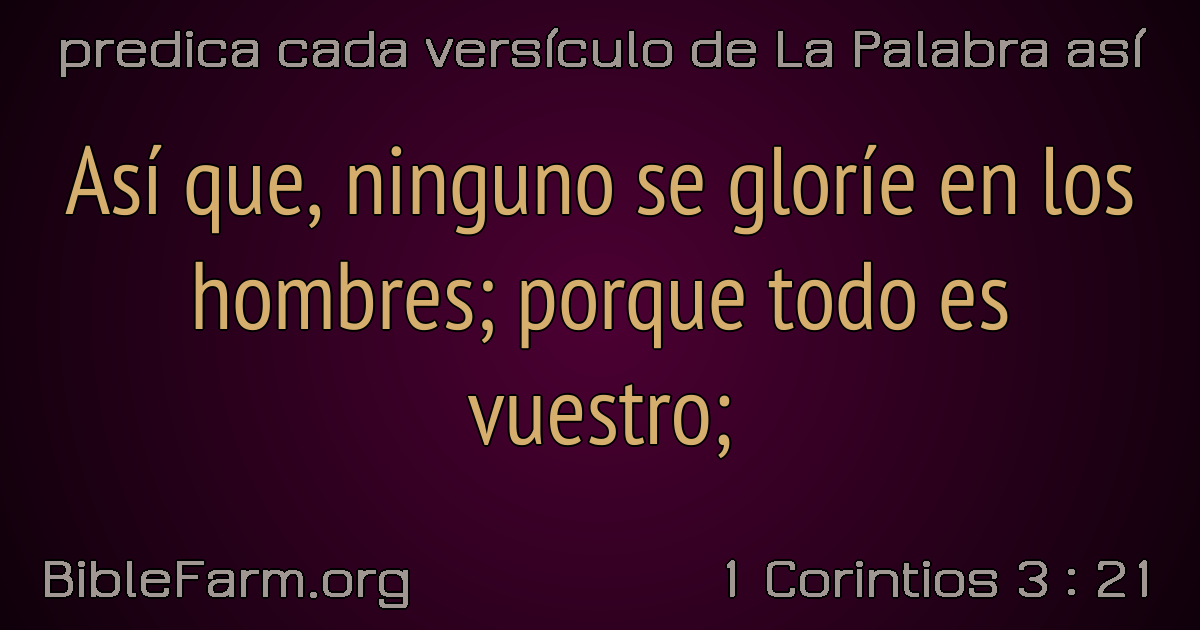 predica cada versículo de La Palabra así
Así que, ninguno se gloríe en los
hombres; porque todo es
vuestro;
BibleFarm.org
1 Corintios 3 : 21